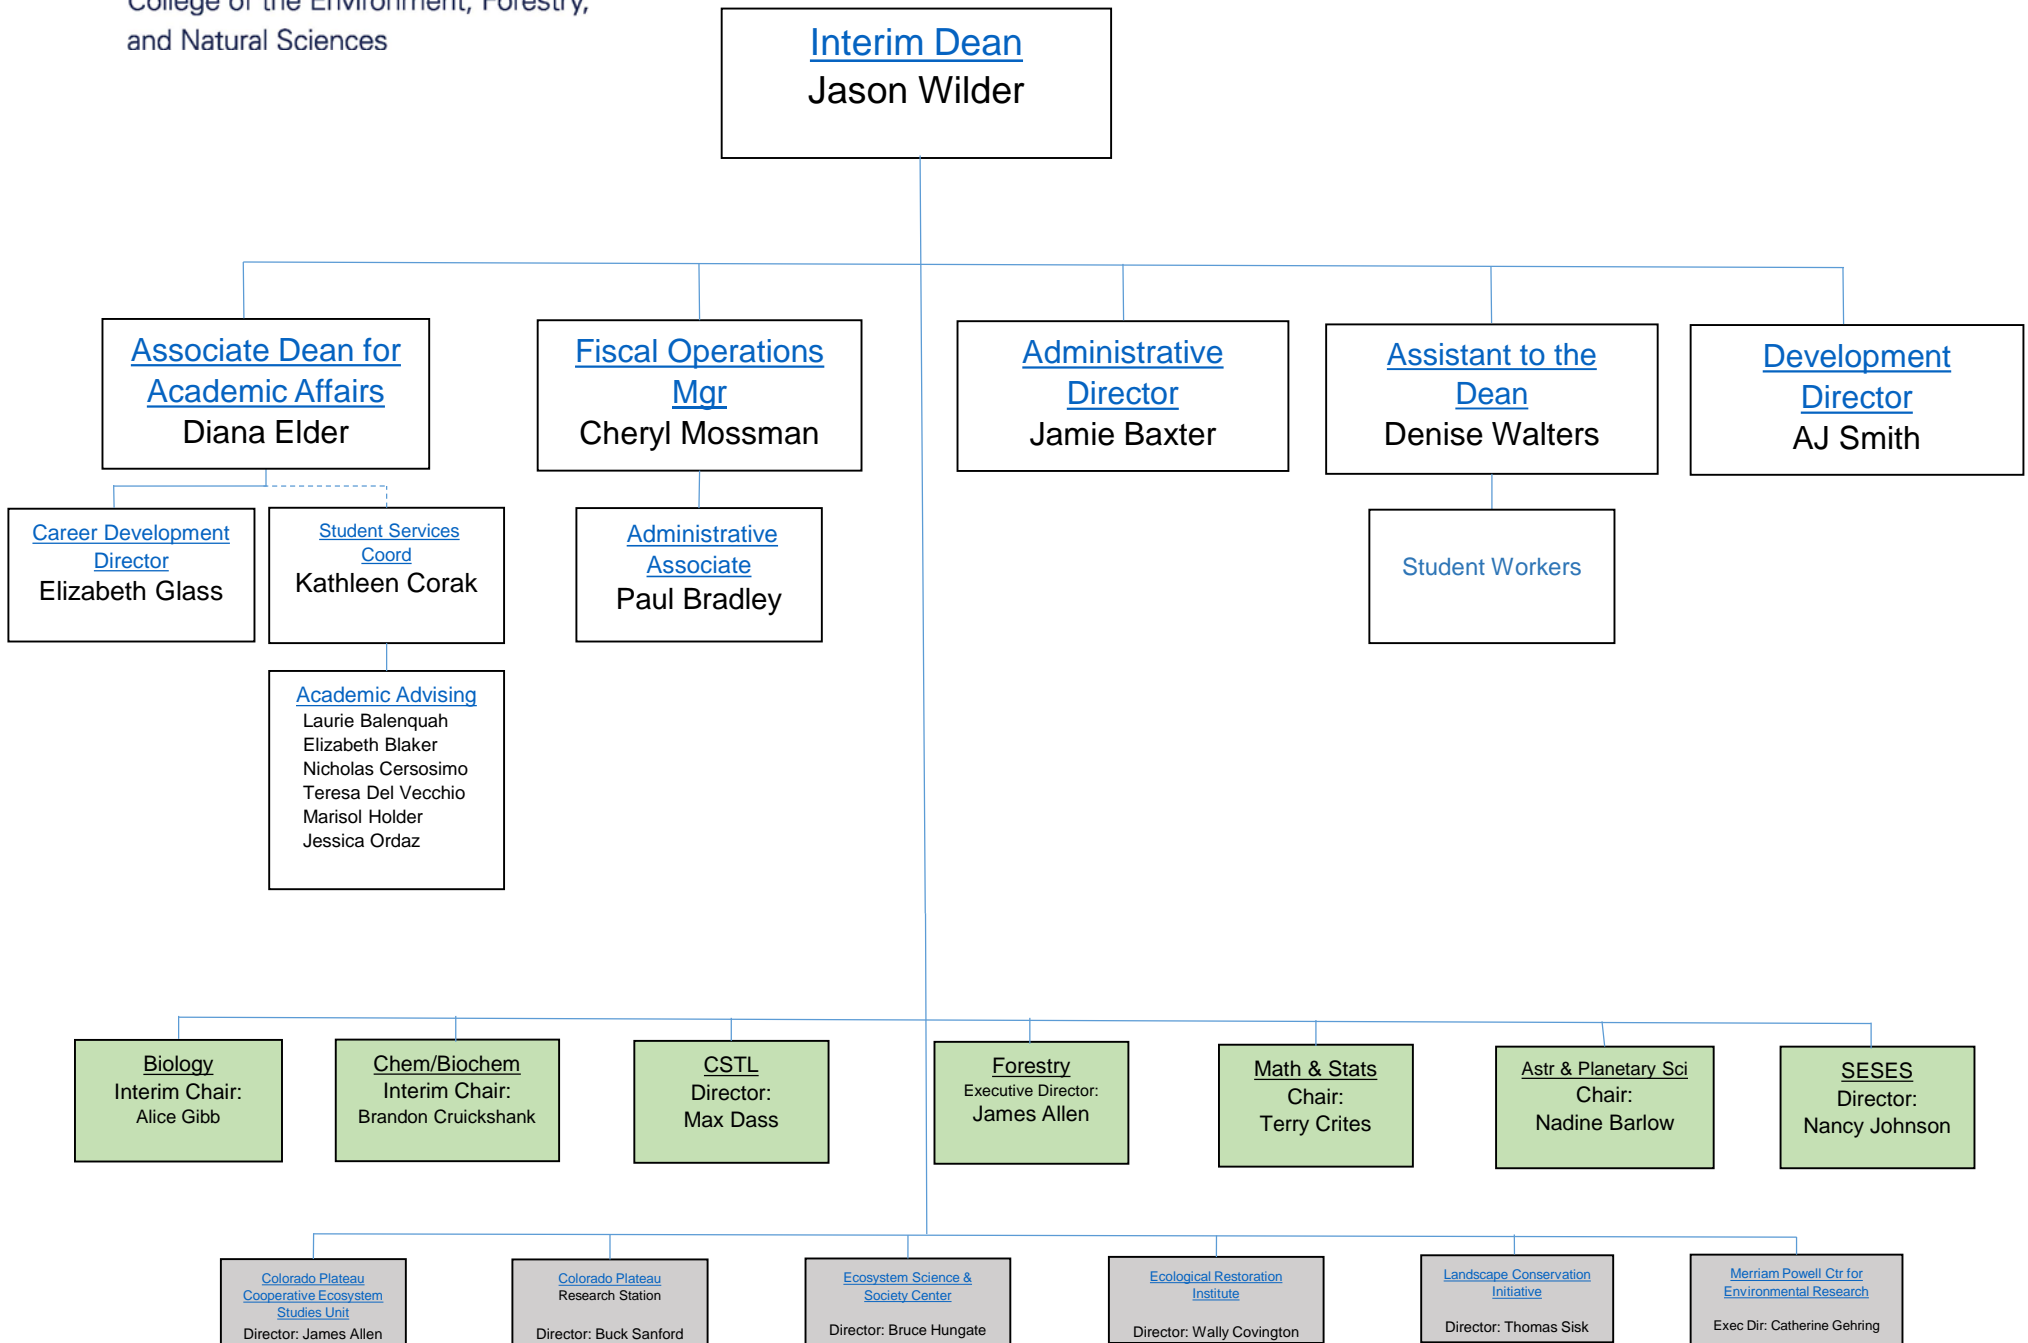 College of the Environment, Forestry,
and Natural Sciences
Interim Dean
Jason Wilder
Associate Dean for
Academic Affairs
Diana Elder
Fiscal Operations
Mgr
Cheryl Mossman
Administrative
Director
Jamie Baxter
Assistant to the
Dean
Denise Walters
Development
Director
AJ Smith
Career Development
Director
Elizabeth Glass
Student Services
Coord
Kathleen Corak
Administrative
Associate
Paul Bradley
Student Workers
Academic Advising
Laurie Balenquah
Elizabeth Blaker
Nicholas Cersosimo
Teresa Del Vecchio
Marisol Holder
Jessica Ordaz
Biology
Interim Chair:
Alice Gibb
Chem/Biochem
Interim Chair:
Brandon Cruickshank
CSTL
Director:
Max Dass
Forestry
Executive Director:
James Allen
Math & Stats
Chair:
Terry Crites
Astr & Planetary Sci
Chair:
Nadine Barlow
SESES
Director:
Nancy Johnson
Colorado Plateau
Cooperative Ecosystem
Studies Unit
Director: James Allen
Colorado Plateau
Research Station
Director: Buck Sanford
Ecosystem Science &
Society Center
Director: Bruce Hungate
Ecological Restoration
Institute
Director: Wally Covington
Landscape Conservation
Initiative
Director: Thomas Sisk
Merriam Powell Ctr for
Environmental Research
Exec Dir: Catherine Gehring